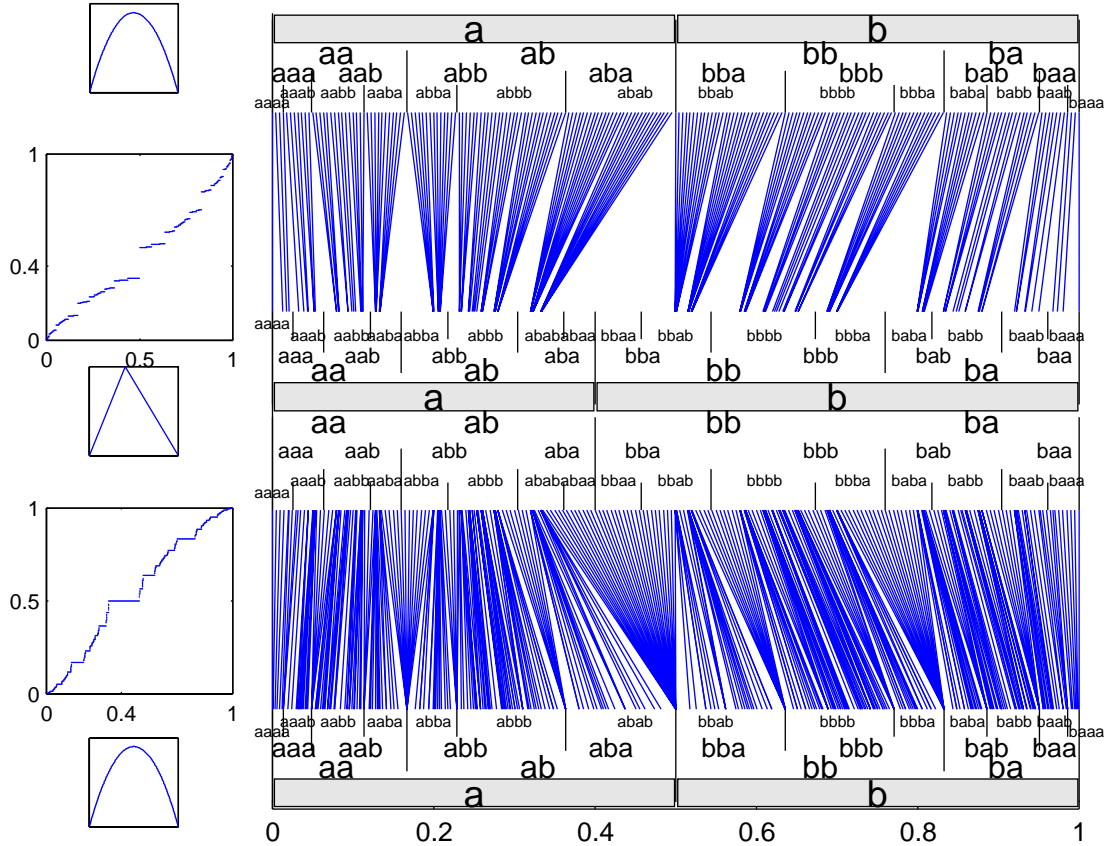 a b
aa ab bb ba
aaa aab abb aba bba bbb bab baa
aaaa aaab aabb aaba abba abbb abab bbab bbbb bbba baba babb baab baaa
1
0.4
0
0 0.5 1
aaaa aaab aabb aaba abba abbb abab abaa bbaa bbab bbbb bbba baba babb baab baaa
aaa aab abb aba bba bbb bab baa
aa ab bb ba
a b
aa ab bb ba
aaa aab abb bba bbb bab baa
aaaa aaab aabb aaba abba abbb abab abaa bbaa bbab bbbb bbba baba babb baab baaa
1
0.5
0
0 0.4 1
aaaa aaab aabb aaba abba abbb abab bbab bbbb bbba baba babb baab baaa
aaa aab abb aba bba bbb bab baa
aa ab bb ba
a b
0 0.2 0.4 0.6 0.8 1